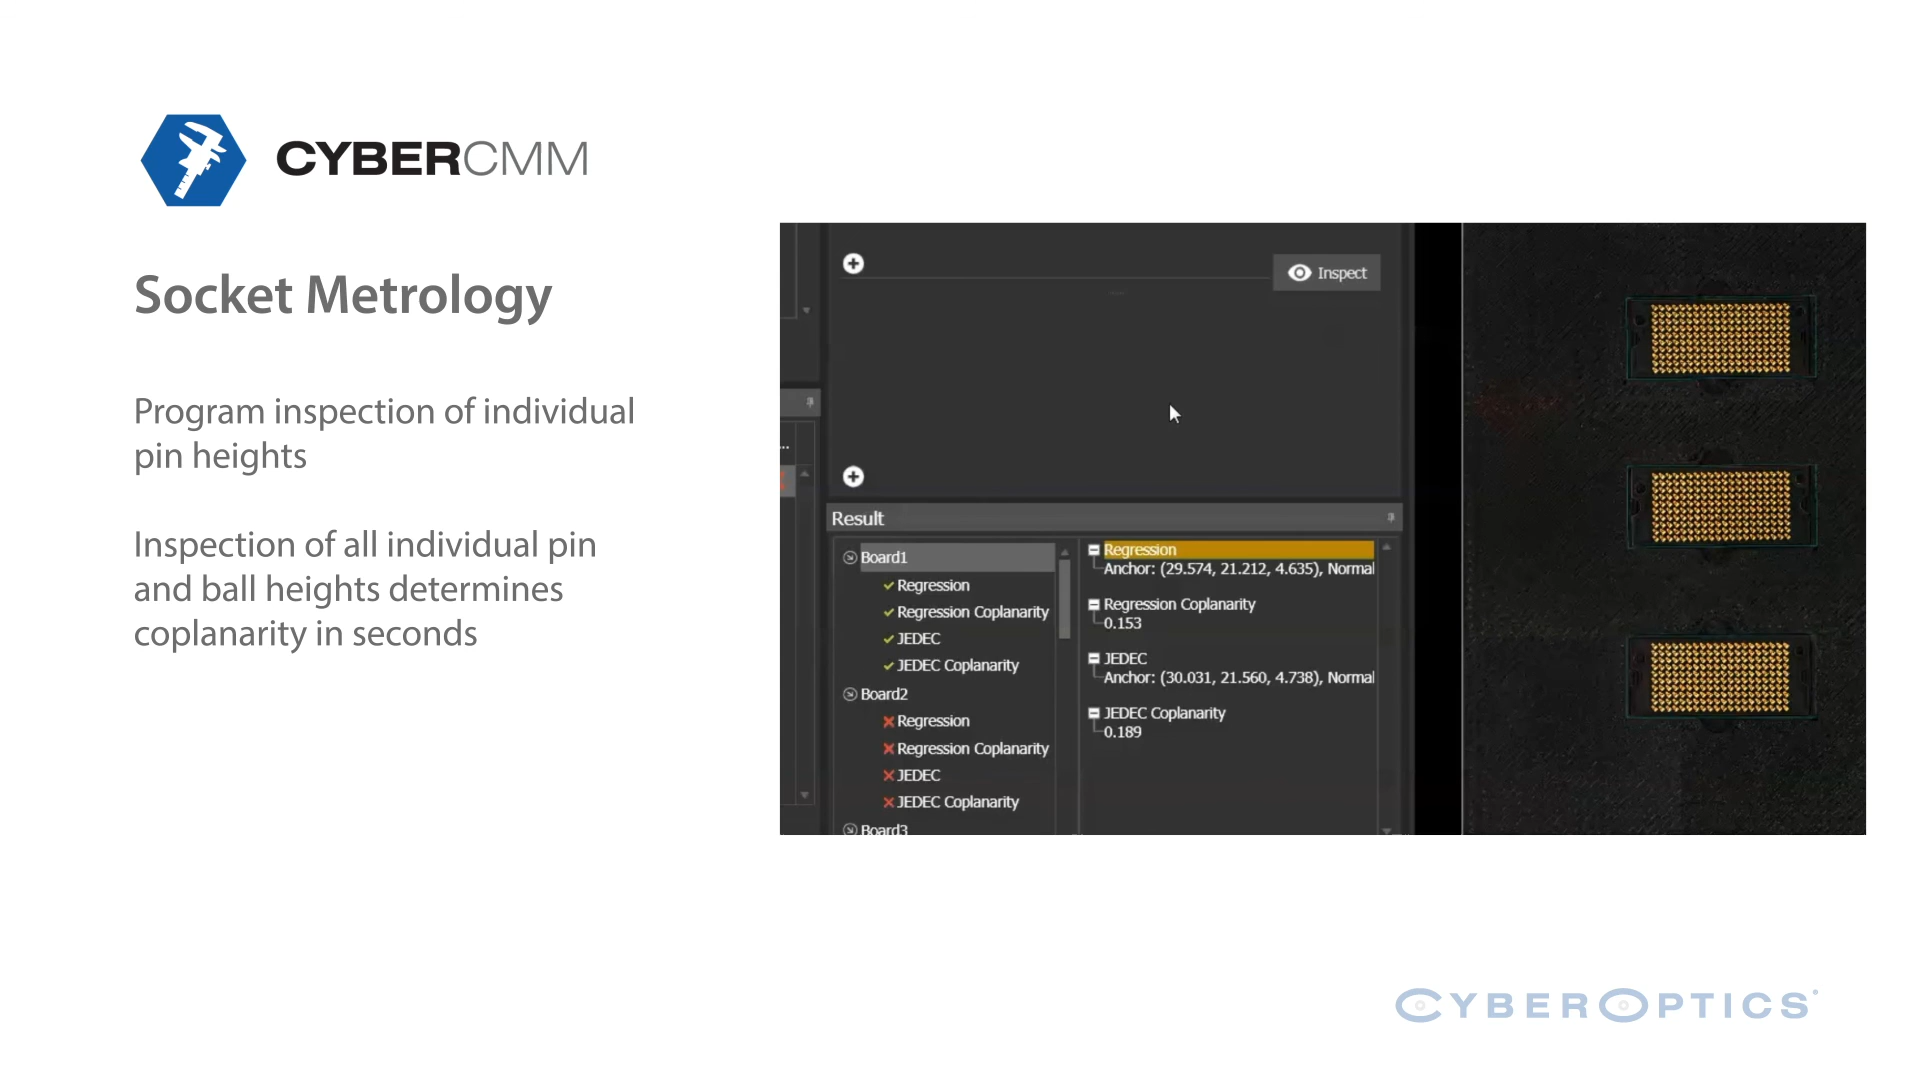 CYBERCMM
Socket Metrology
Program inspection of individual
pin heights
Inspection of all individual pin
and ball heights determines
coplanarity in seconds
Inspect
...
Result
Board1
Regression
Regression Coplanarity
JEDEC
JEDEC Coplanarity
Board2
Regression
Regression Coplanarity
JEDEC
JEDEC Coplanarity
Board3
Regression
Anchor: (29.574, 21.212, 4.635), Normal
Regression Coplanarity
0.153
JEDEC
Anchor: (30.031, 21.560, 4.738), Normal
JEDEC Coplanarity
0.189
CYBEROPTICS